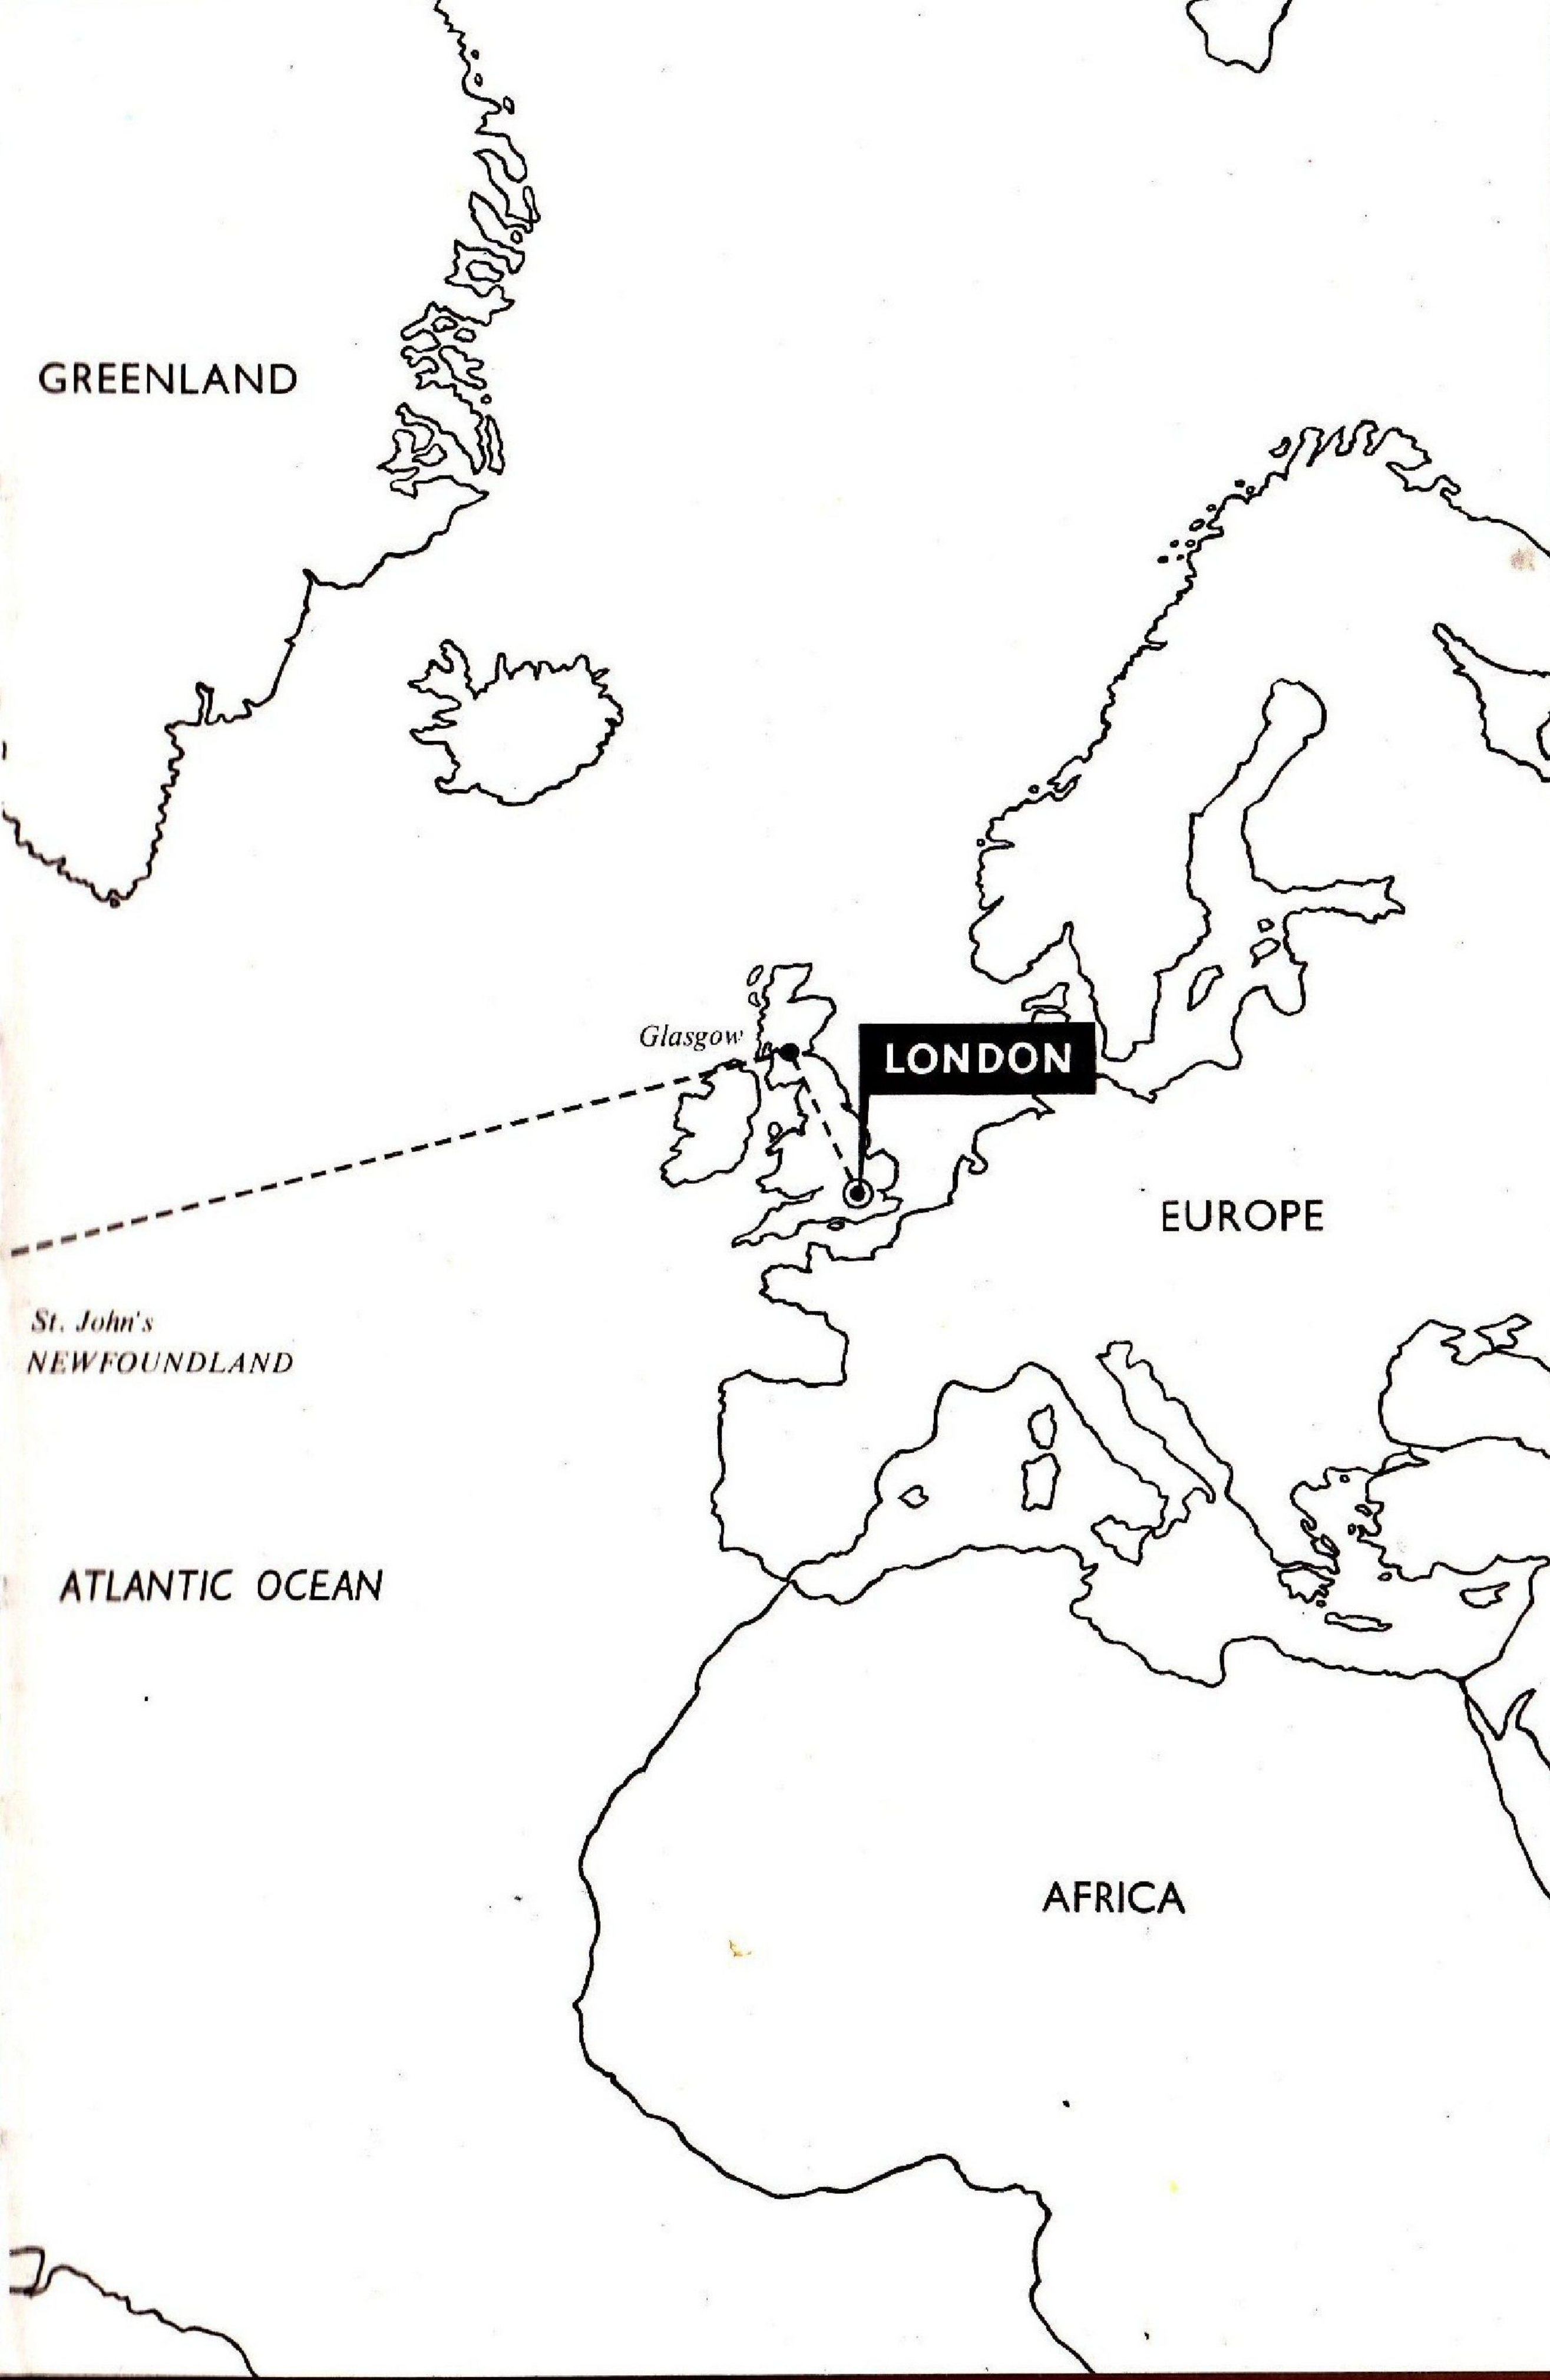 GREENLAND
Glasgow
LONDON
EUROPE
St. John's
NEWFOUNDLAND
ATLANTIC OCEAN
AFRICA